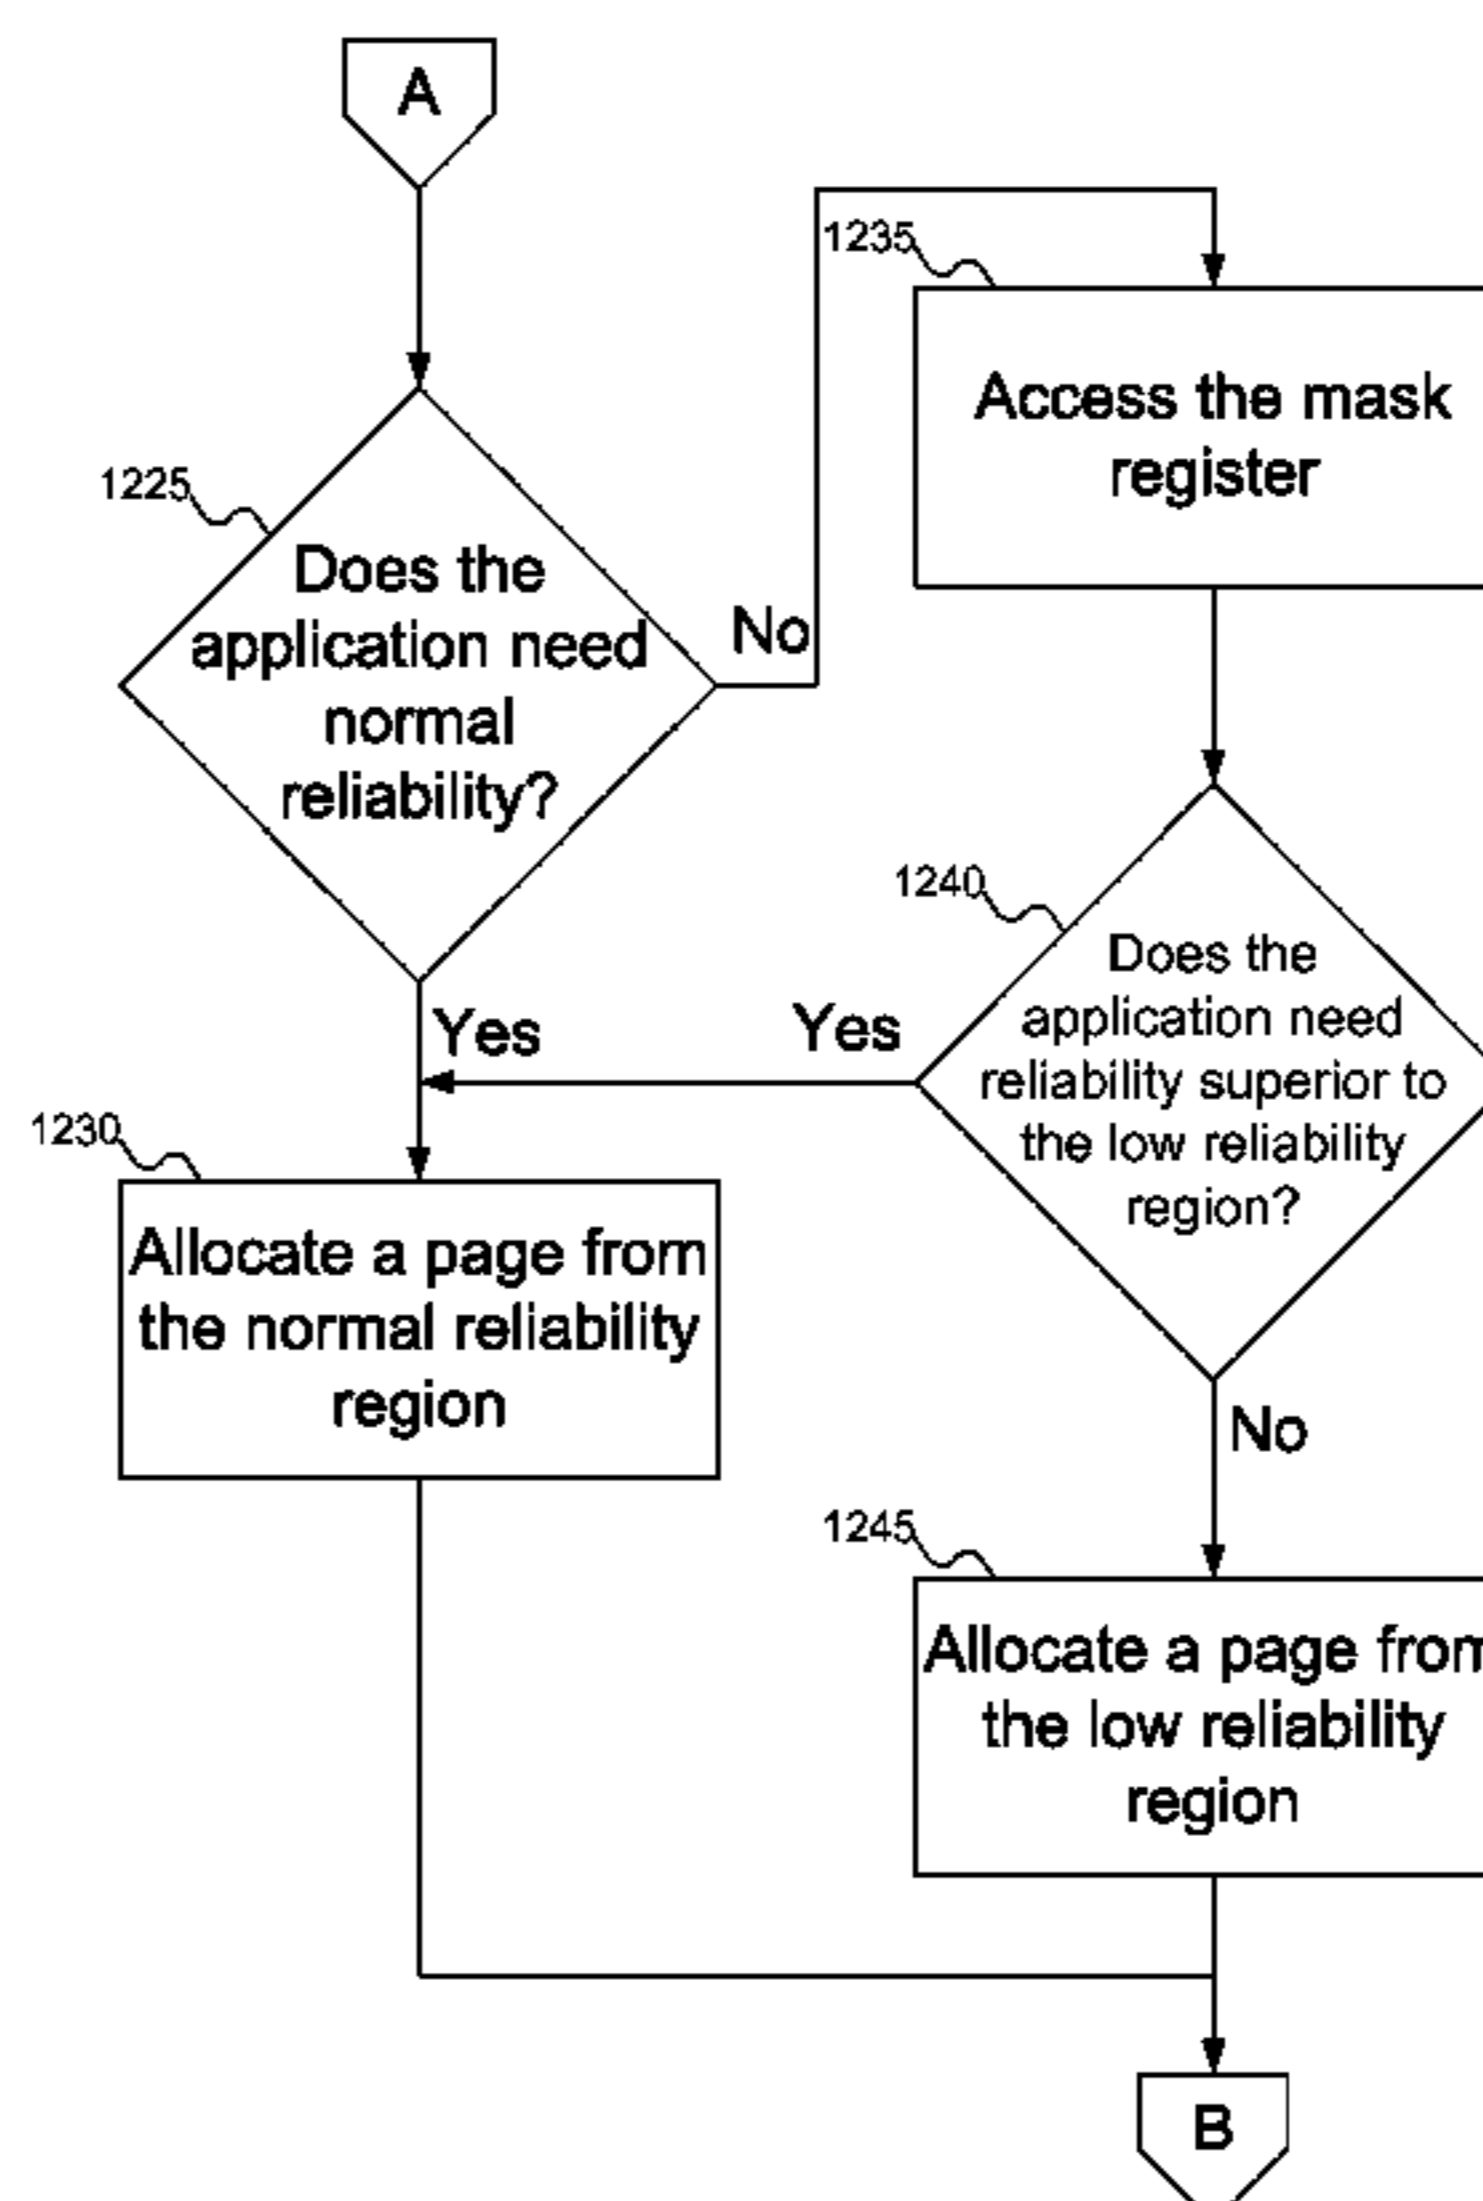 A
1225
Does the
application need
normal
reliability?
No
Yes
1235
Access the mask
register
1240
Does the
application need
reliability superior to
the low reliability
region?
Yes
No
1230
Allocate a page from
the normal reliability
region
1245
Allocate a page from
the low reliability
region
B